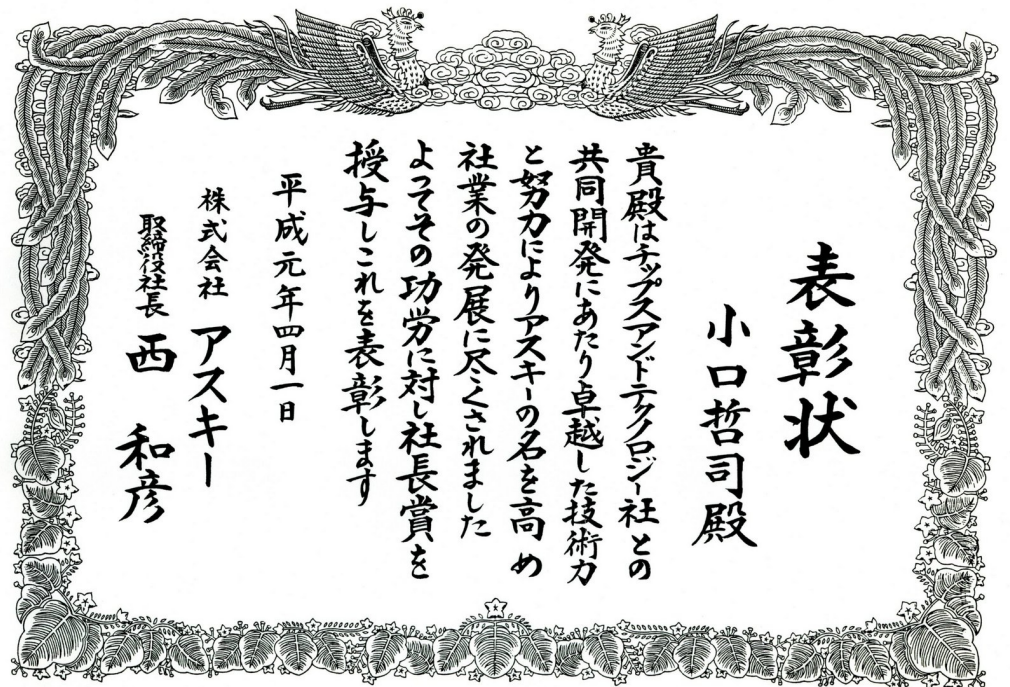 表彰状
小口哲司殿
貴殿はチップスアンドテクノロジー社との
共同開発にあたり卓越した技術力
と努力によりアスキーの名を高め
社業の発展に尽くされました
よってその功労に対し社長賞を
授与しこれを表彰します
平成元年四月一日
株式会社 アスキー
取締役社長 西 和彦